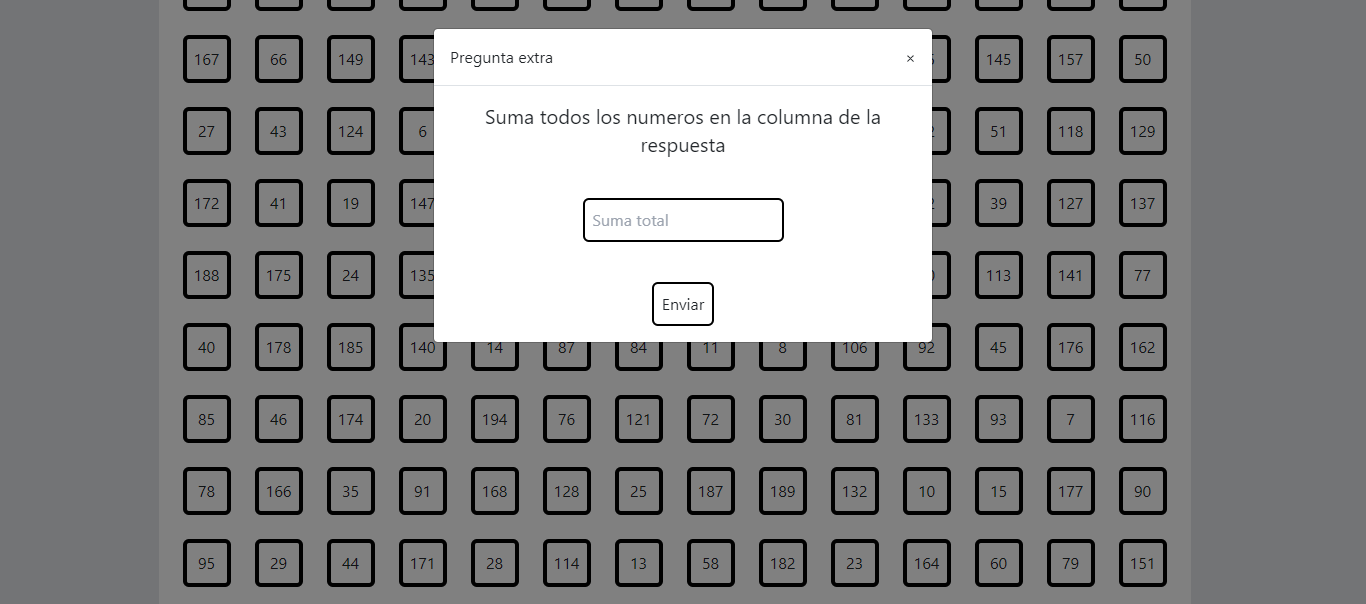 167 66 149 143 145 157 50
Pregunta extra ×
Suma todos los numeros en la columna de la
respuesta
27 43 124 6 51 118 129
172 41 19 147 39 127 137
Suma total
188 175 24 135 113 141 77
Enviar
40 178 185 140 14 87 84 11 8 106 92 45 176 162
85 46 174 20 194 76 121 72 30 81 133 93 7 116
78 166 35 91 168 128 25 187 189 132 10 15 177 90
95 29 44 171 28 114 13 58 182 23 164 60 79 151